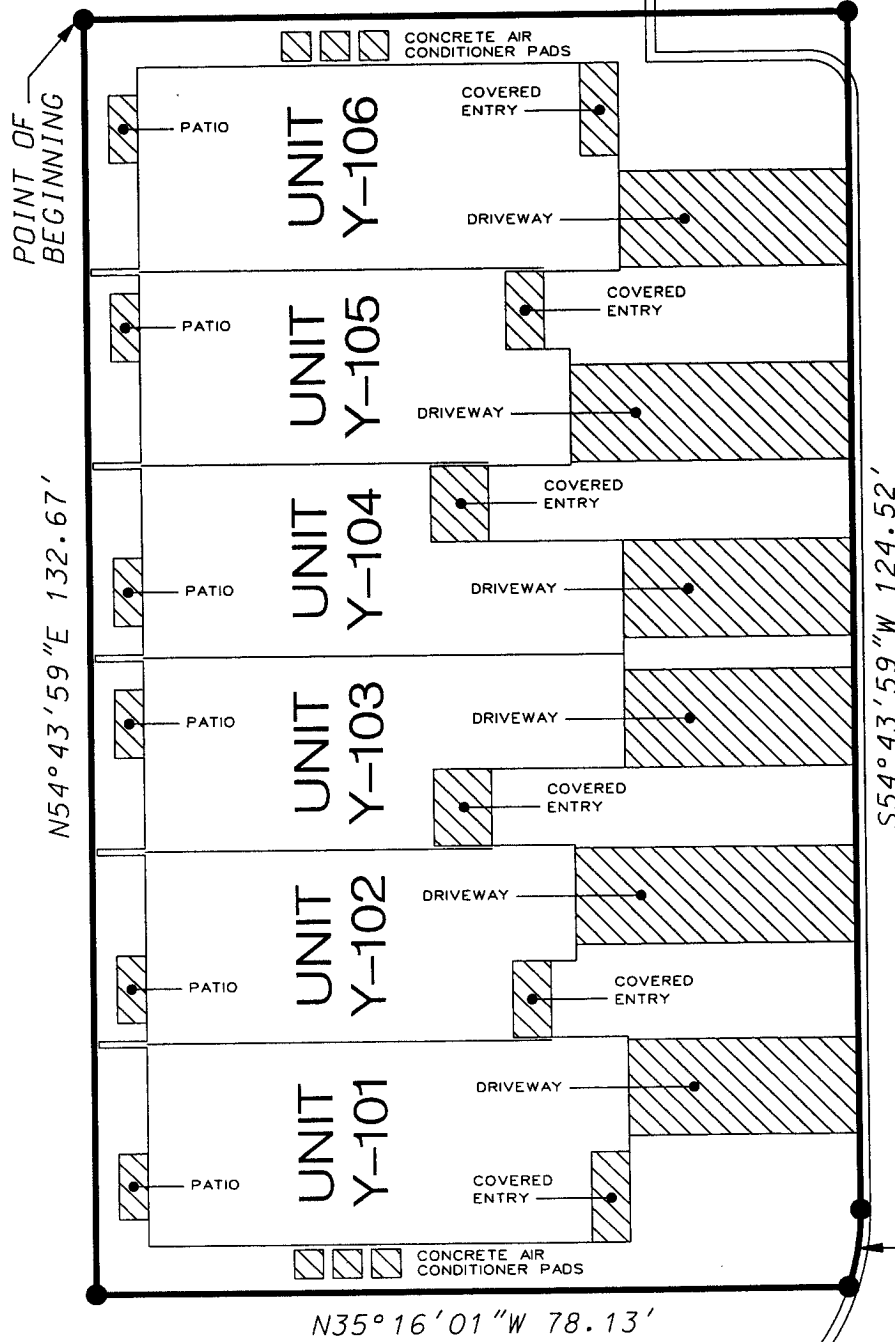 CONCRETE AIR
CONDITIONER PADS
POINT OF
BEGINNING
PATIO
UNIT
Y-106
COVERED
ENTRY
DRIVEWAY
PATIO
UNIT
Y-105
COVERED
ENTRY
DRIVEWAY
N54°43'59"E 132.67'
S54°43'59"W 124.52'
PATIO
UNIT
Y-104
COVERED
ENTRY
DRIVEWAY
PATIO
UNIT
Y-103
DRIVEWAY
COVERED
ENTRY
PATIO
UNIT
Y-102
DRIVEWAY
COVERED
ENTRY
PATIO
UNIT
Y-101
DRIVEWAY
COVERED
ENTRY
CONCRETE AIR
CONDITIONER PADS
N35°16'01"W 78.13'